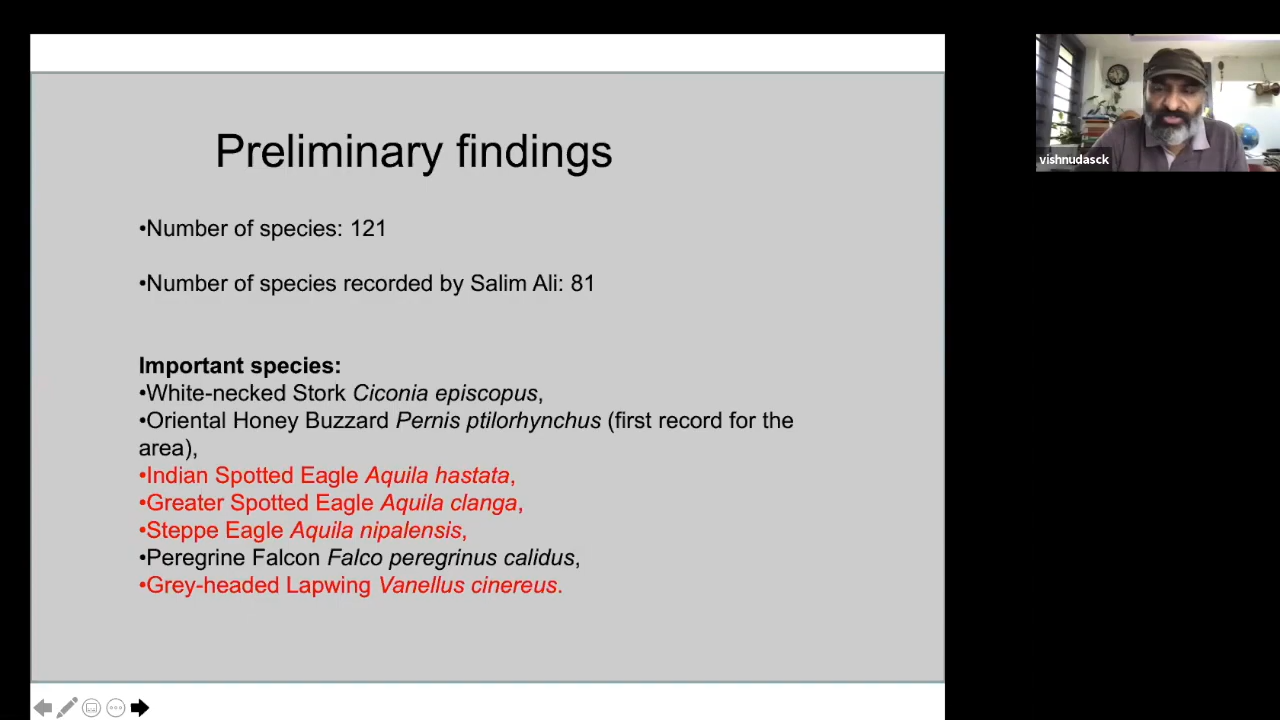 Preliminary findings
•Number of species: 121
•Number of species recorded by Salim Ali: 81
Important species:
•White-necked Stork Ciconia episcopus,
•Oriental Honey Buzzard Pernis ptilorhynchus (first record for the
area),
•Indian Spotted Eagle Aquila hastata,
•Greater Spotted Eagle Aquila clanga,
•Steppe Eagle Aquila nipalensis,
•Peregrine Falcon Falco peregrinus calidus,
•Grey-headed Lapwing Vanellus cinereus.
vishnudasck